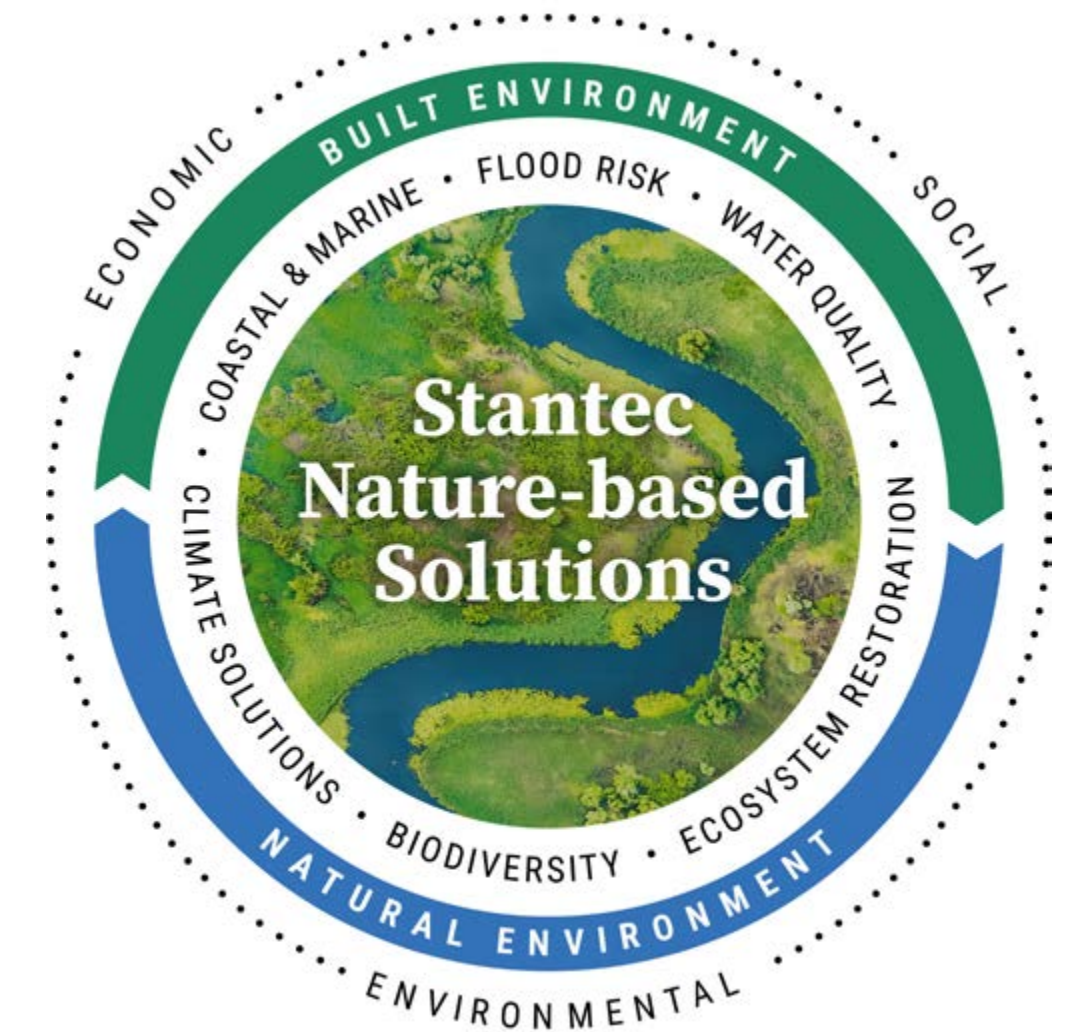 ECONOMIC
SOCIAL
ENVIRONMENTAL
BUILT ENVIRONMENT
NATURAL ENVIRONMENT
COASTAL & MARINE • FLOOD RISK • WATER QUALITY • ECOSYSTEM RESTORATION • BIODIVERSITY • CLIMATE SOLUTIONS •
Stantec
Nature-based
Solutions